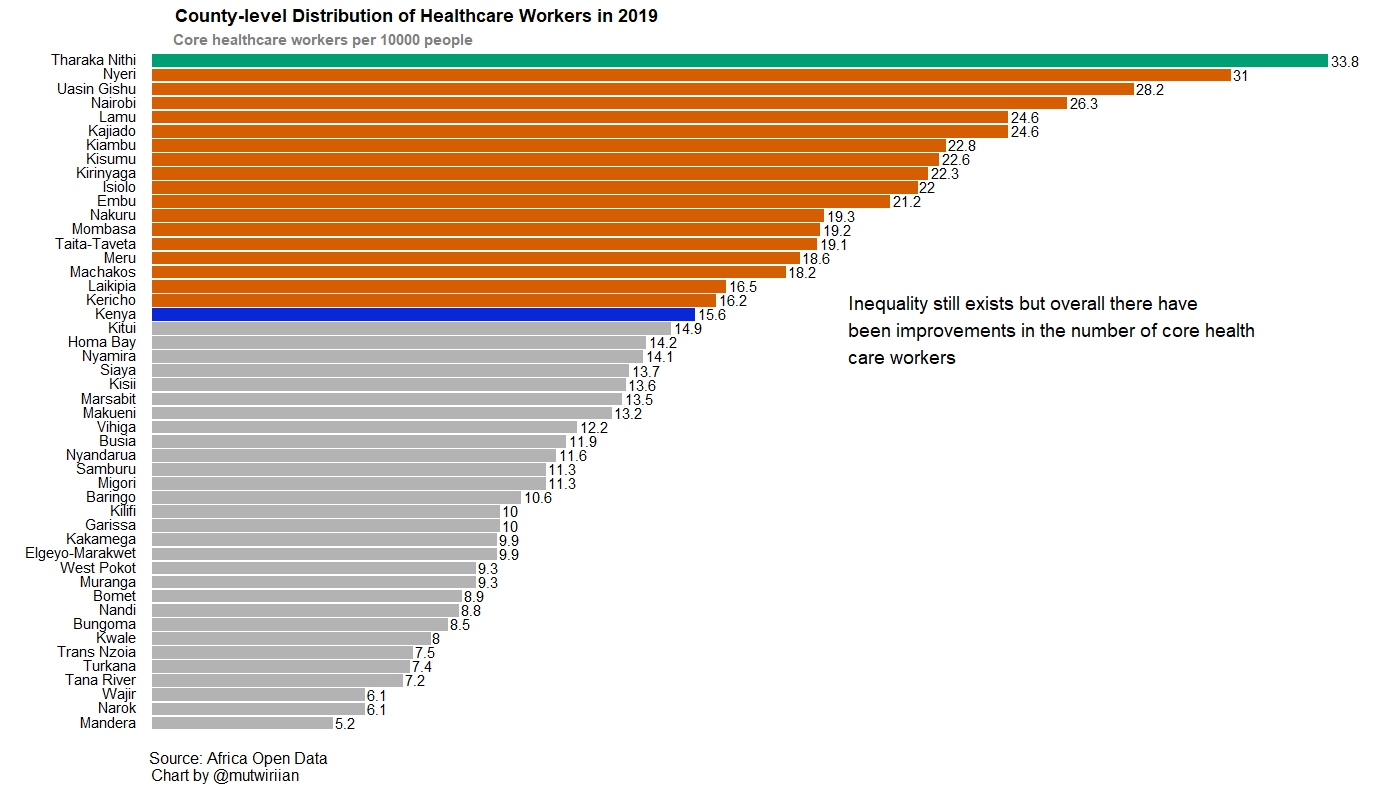 County-level Distribution of Healthcare Workers in 2019
Core healthcare workers per 10000 people
Tharaka Nithi 33.8
Nyeri 31
Uasin Gishu 28.2
Nairobi 26.3
Lamu 24.6
Kajiado 24.6
Kiambu 22.8
Kisumu 22.6
Kirinyaga 22.3
Isiolo 22
Embu 21.2
Nakuru 19.3
Mombasa 19.2
Taita-Taveta 19.1
Meru 18.6
Machakos 18.2
Laikipia 16.5
Kericho 16.2
Kenya 15.6
Kitui 14.9
Homa Bay 14.2
Nyamira 14.1
Siaya 13.7
Kisii 13.6
Marsabit 13.5
Makueni 13.2
Vihiga 12.2
Busia 11.9
Nyandarua 11.6
Samburu 11.3
Migori 11.3
Baringo 10.6
Kilifi 10
Garissa 10
Kakamega 9.9
Elgeyo-Marakwet 9.9
West Pokot 9.3
Muranga 9.3
Bomet 8.9
Nandi 8.8
Bungoma 8.5
Kwale 8
Trans Nzoia 7.5
Turkana 7.4
Tana River 7.2
Wajir 6.1
Narok 6.1
Mandera 5.2
Inequality still exists but overall there have
been improvements in the number of core health
care workers
Source: Africa Open Data
Chart by @mutwiriian